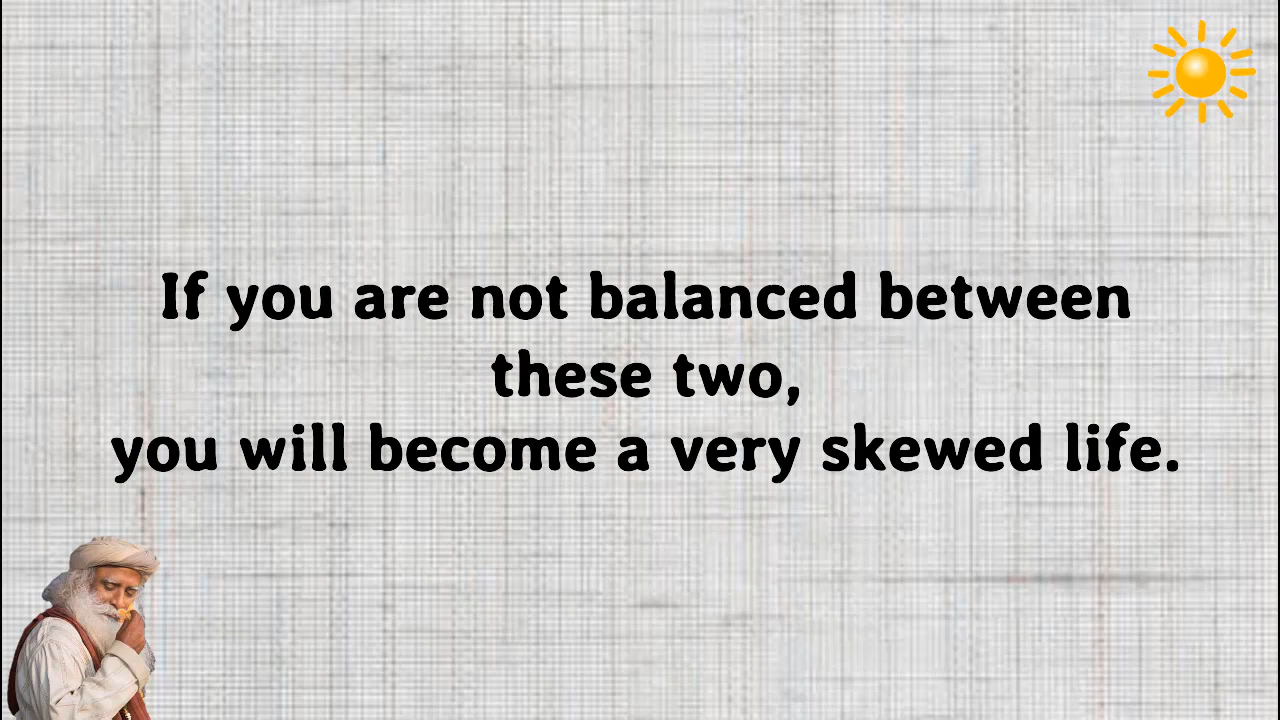 If you are not balanced between
these two,
you will become a very skewed life.